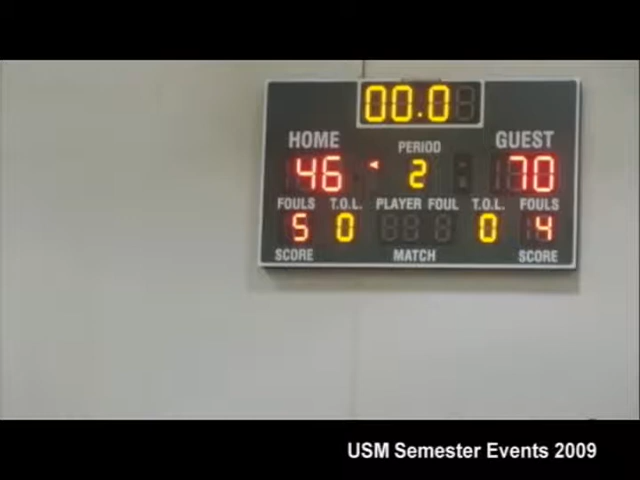 00.0
HOME PERIOD GUEST
46 2 70
FOULS T.O.L. PLAYER FOUL T.O.L. FOULS
5 0 0 4
SCORE MATCH SCORE
USM Semester Events 2009